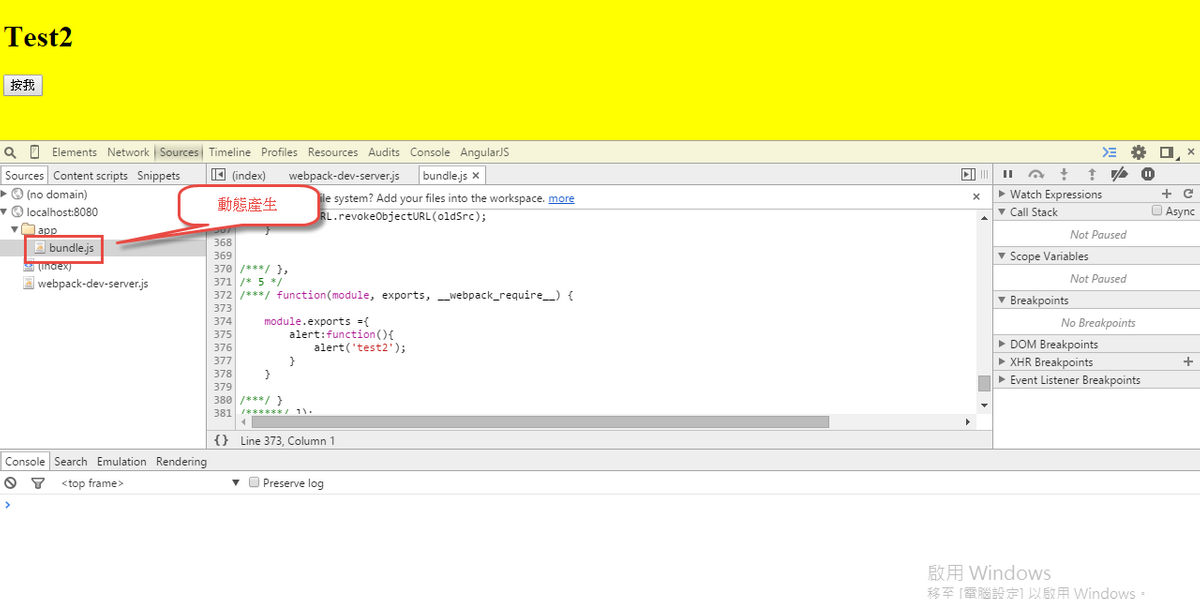 Test2
按我
Elements Network Sources Timeline Profiles Resources Audits Console AngularJS
Sources Content scripts Snippets
(index) webpack-dev-server.js bundle.js ×
(no domain)
localhost:8080
app
bundle.js
(index)
webpack-dev-server.js
動態產生
le system? Add your files into the workspace. more
367 RL.revokeObjectURL(oldSrc);
368 }
369
370 /***/ },
371 /* 5 */
372 /***/ function(module, exports, __webpack_require__) {
373
374 module.exports ={
375 alert:function(){
376 alert('test2');
377 }
378 }
379
380 /***/ }
381 /******/ ]);
{} Line 373, Column 1
Watch Expressions
Call Stack Async
Not Paused
Scope Variables
Not Paused
Breakpoints
No Breakpoints
DOM Breakpoints
XHR Breakpoints
Event Listener Breakpoints
Console Search Emulation Rendering
<top frame> Preserve log
啟用 Windows
移至 [電腦設定] 以啟用 Windows。